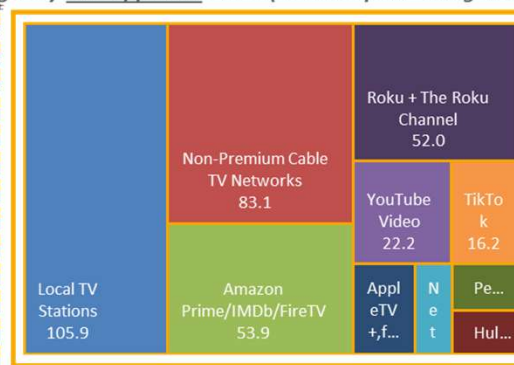 Local TV
Stations
105.9
Non-Premium Cable
TV Networks
83.1
Amazon
Prime/IMDb/FireTV
53.9
Roku + The Roku
Channel
52.0
YouTube
Video
22.2
TikTo
k
16.2
Appl
eTV
+,f...
N
e
t
Pe...
Hul...